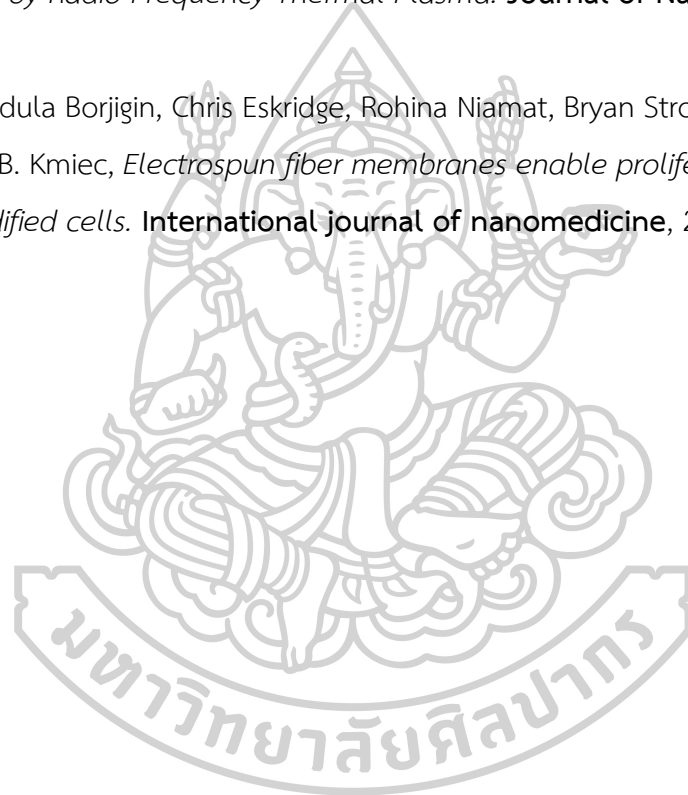 by Radio Frequency Thermal Plasma. Journal of Na
dula Borjigin, Chris Eskridge, Rohina Niamat, Bryan Stro
B. Kmiec, Electrospun fiber membranes enable prolife
ified cells. International journal of nanomedicine, 2
มหาวิทยาลัยศิลปากร